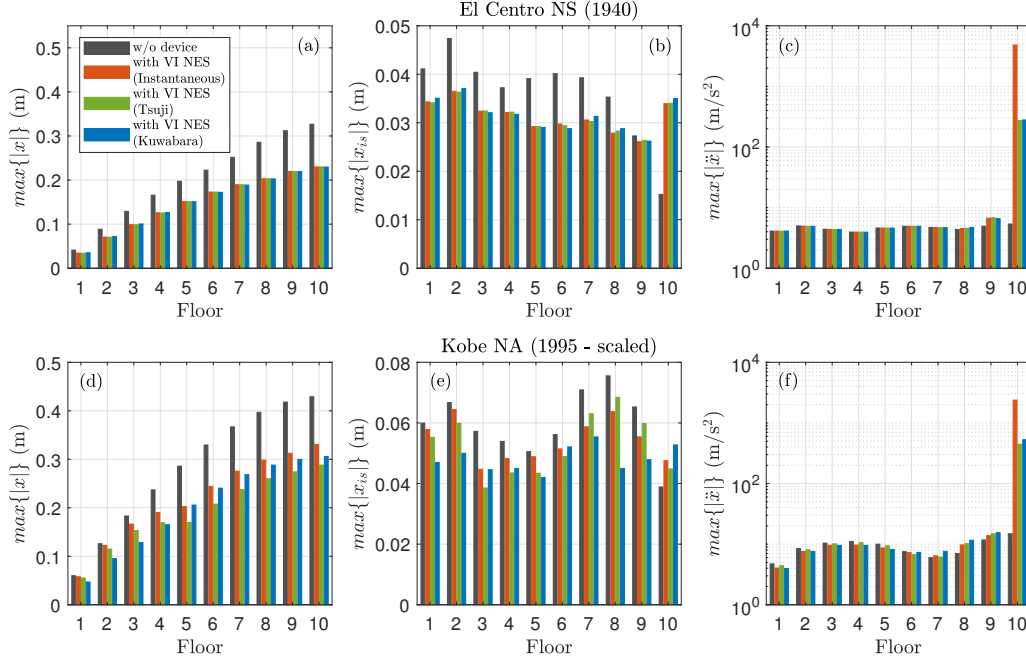 El Centro NS (1940)
0.5
0.4
0.3
0.2
0.1
0
max{|x|} (m)
(a)
w/o device
with VI NES
(Instantaneous)
with VI NES
(Tsuji)
with VI NES
(Kuwabara)
1 2 3 4 5 6 7 8 9 10
Floor
0.05
0.04
0.03
0.02
0.01
0
max{|x_{is}|} (m)
(b)
1 2 3 4 5 6 7 8 9 10
Floor
10^4
10^2
10^0
max{|ẍ|} (m/s²)
(c)
1 2 3 4 5 6 7 8 9 10
Floor
Kobe NA (1995 - scaled)
0.5
0.4
0.3
0.2
0.1
0
max{|x|} (m)
(d)
1 2 3 4 5 6 7 8 9 10
Floor
0.08
0.06
0.04
0.02
0
max{|x_{is}|} (m)
(e)
1 2 3 4 5 6 7 8 9 10
Floor
10^4
10^2
10^0
max{|ẍ|} (m/s²)
(f)
1 2 3 4 5 6 7 8 9 10
Floor